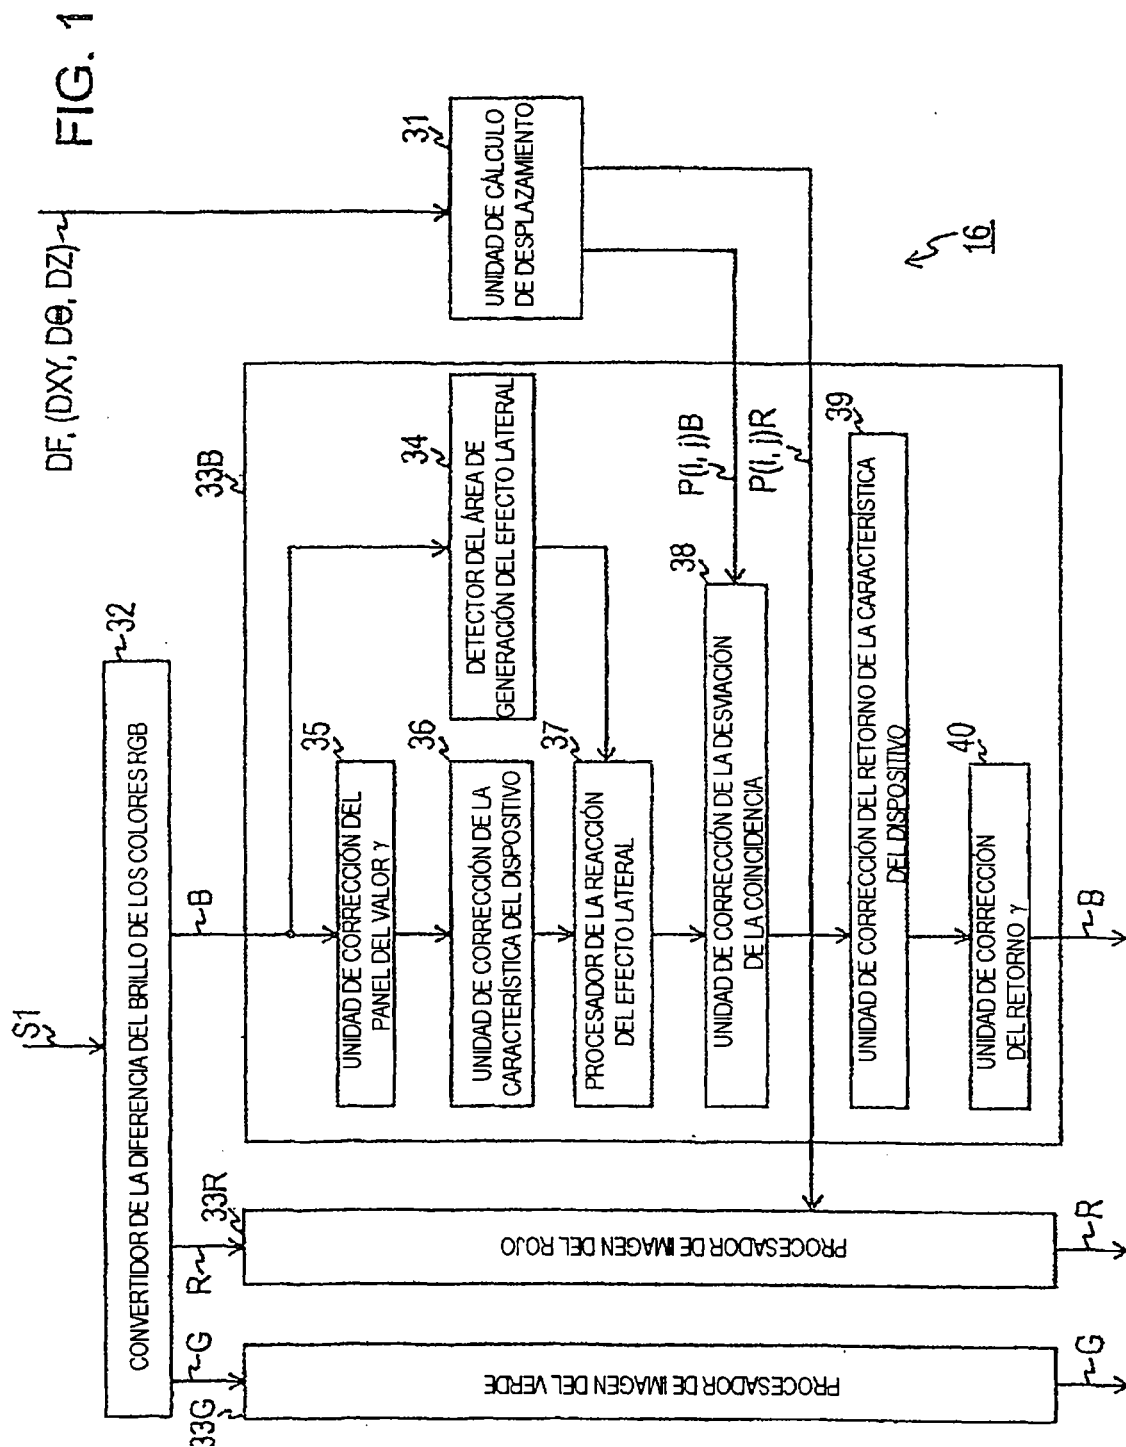 FIG. 1
DF, (DXY, DΘ, DZ)
S1
32
CONVERTIDOR DE LA DIFERENCIA DEL BRILLO DE LOS COLORES RGB
31
UNIDAD DE CÁLCULO
DE DESPLAZAMIENTO
G
R
B
33G
33R
33B
PROCESADOR DE IMAGEN DEL VERDE
PROCESADOR DE IMAGEN DEL ROJO
35
UNIDAD DE CORRECCIÓN DEL
PANEL DEL VALOR γ
34
DETECTOR DEL ÁREA DE
GENERACIÓN DEL EFECTO LATERAL
36
UNIDAD DE CORRECCIÓN DE LA
CARACTERÍSTICA DEL DISPOSITIVO
37
PROCESADOR DE LA REACCIÓN
DEL EFECTO LATERAL
P(i, j)B
P(i, j)R
38
UNIDAD DE CORRECCIÓN DE LA DESVIACIÓN
DE LA COINCIDENCIA
39
UNIDAD DE CORRECCIÓN DEL RETORNO DE LA CARACTERÍSTICA
DEL DISPOSITIVO
40
UNIDAD DE CORRECCIÓN
DEL RETORNO γ
16
G
R
B